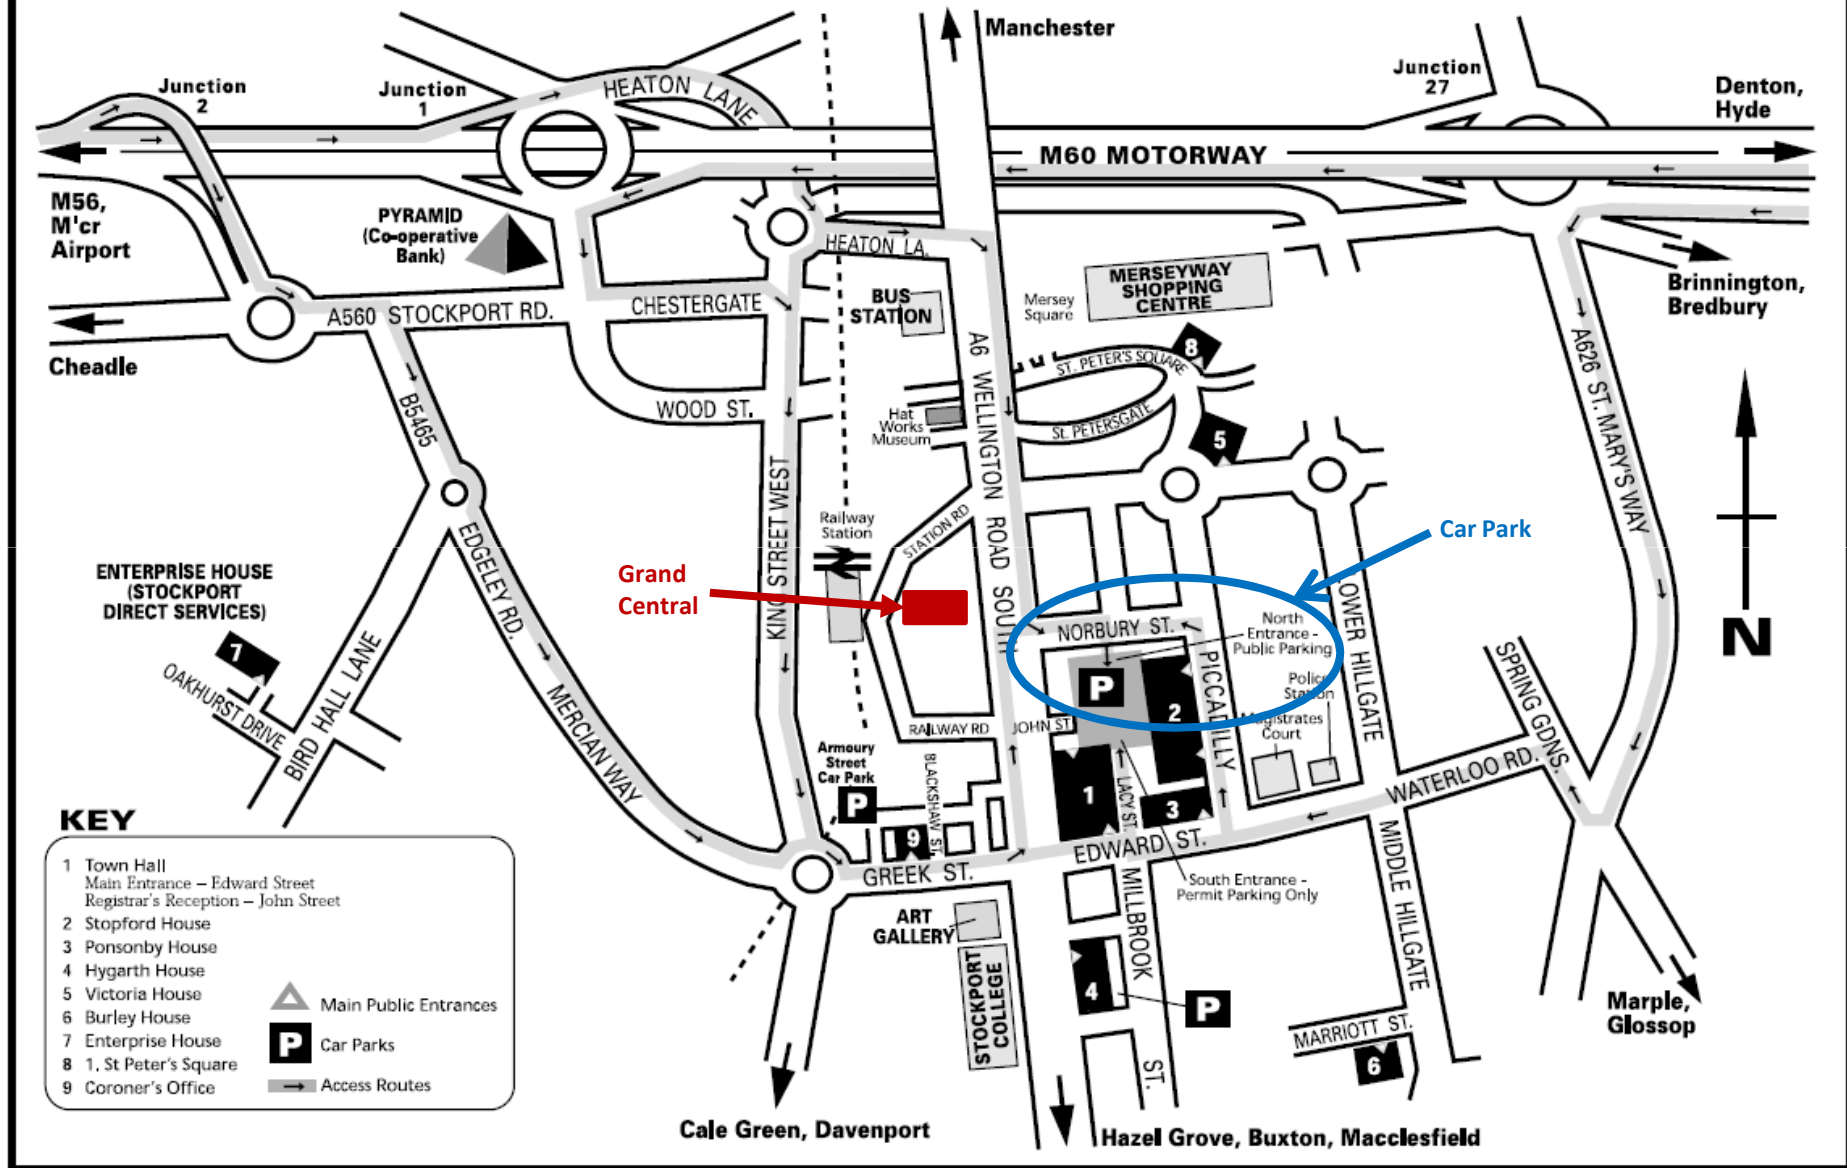 Manchester
Junction
2
Junction
1
HEATON LANE
Junction
27
Denton,
Hyde
M60 MOTORWAY
M56,
M'cr
Airport
PYRAMID
(Co-operative
Bank)
HEATON LA.
MERSEYWAY
SHOPPING
CENTRE
Mersey
Square
BUS
STATION
Brinnington,
Bredbury
A560 STOCKPORT RD.
CHESTERGATE
Cheadle
B5465
WOOD ST.
A6 WELLINGTON ROAD SOUTH
ST. PETER'S SQUARE
8
St. PETERSGATE
5
Hat
Works
Museum
A626 ST. MARY'S WAY
KING STREET WEST
Railway
Station
STATION RD
Car Park
Grand
Central
ENTERPRISE HOUSE
(STOCKPORT
DIRECT SERVICES)
7
OAKHURST DRIVE
BIRD HALL LANE
EDGELEY RD.
MERCIAN WAY
NORBURY ST.
North
Entrance -
Public Parking
LOWER HILLGATE
N
P
2
PICCADILLY
Police
Station
Magistrates
Court
SPRING GDNS.
RAILWAY RD
JOHN ST
Armoury
Street
Car Park
P
BLACKSHAW ST.
9
1
LACY ST.
3
WATERLOO RD.
EDWARD ST.
GREEK ST.
MIDDLE HILLGATE
South Entrance -
Permit Parking Only
MILLBROOK ST.
ART
GALLERY
STOCKPORT
COLLEGE
4
P
MARRIOTT ST.
6
Marple,
Glossop
Cale Green, Davenport
Hazel Grove, Buxton, Macclesfield
KEY
1 Town Hall
Main Entrance – Edward Street
Registrar's Reception – John Street
2 Stopford House
3 Ponsonby House
4 Hygarth House
5 Victoria House
6 Burley House
7 Enterprise House
8 1, St Peter's Square
9 Coroner's Office
Main Public Entrances
P Car Parks
Access Routes